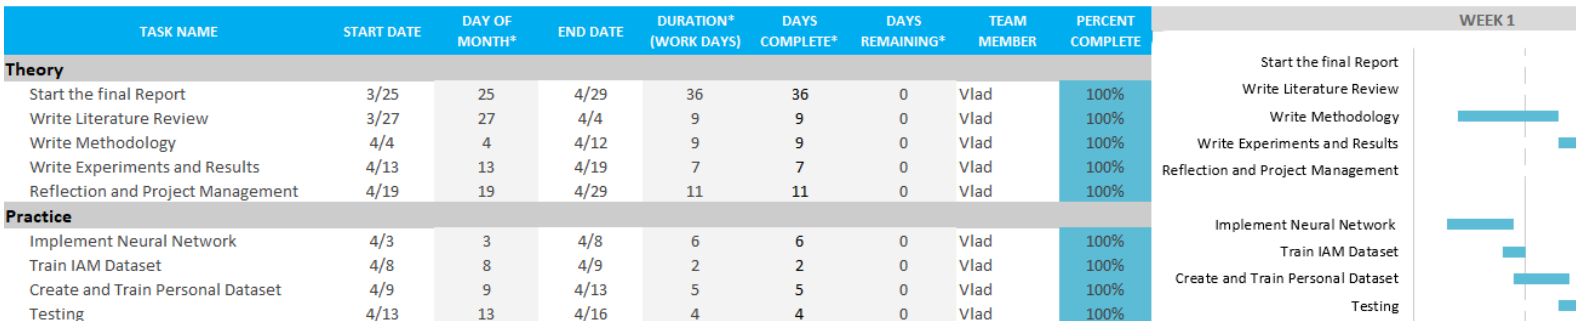 TASK NAME START DATE DAY OF MONTH* END DATE DURATION* (WORK DAYS) DAYS COMPLETE* DAYS REMAINING* TEAM MEMBER PERCENT COMPLETE
Theory
Start the final Report 3/25 25 4/29 36 36 0 Vlad 100%
Write Literature Review 3/27 27 4/4 9 9 0 Vlad 100%
Write Methodology 4/4 4 4/12 9 9 0 Vlad 100%
Write Experiments and Results 4/13 13 4/19 7 7 0 Vlad 100%
Reflection and Project Management 4/19 19 4/29 11 11 0 Vlad 100%
Practice
Implement Neural Network 4/3 3 4/8 6 6 0 Vlad 100%
Train IAM Dataset 4/8 8 4/9 2 2 0 Vlad 100%
Create and Train Personal Dataset 4/9 9 4/13 5 5 0 Vlad 100%
Testing 4/13 13 4/16 4 4 0 Vlad 100%
WEEK 1
Start the final Report
Write Literature Review
Write Methodology
Write Experiments and Results
Reflection and Project Management
Implement Neural Network
Train IAM Dataset
Create and Train Personal Dataset
Testing